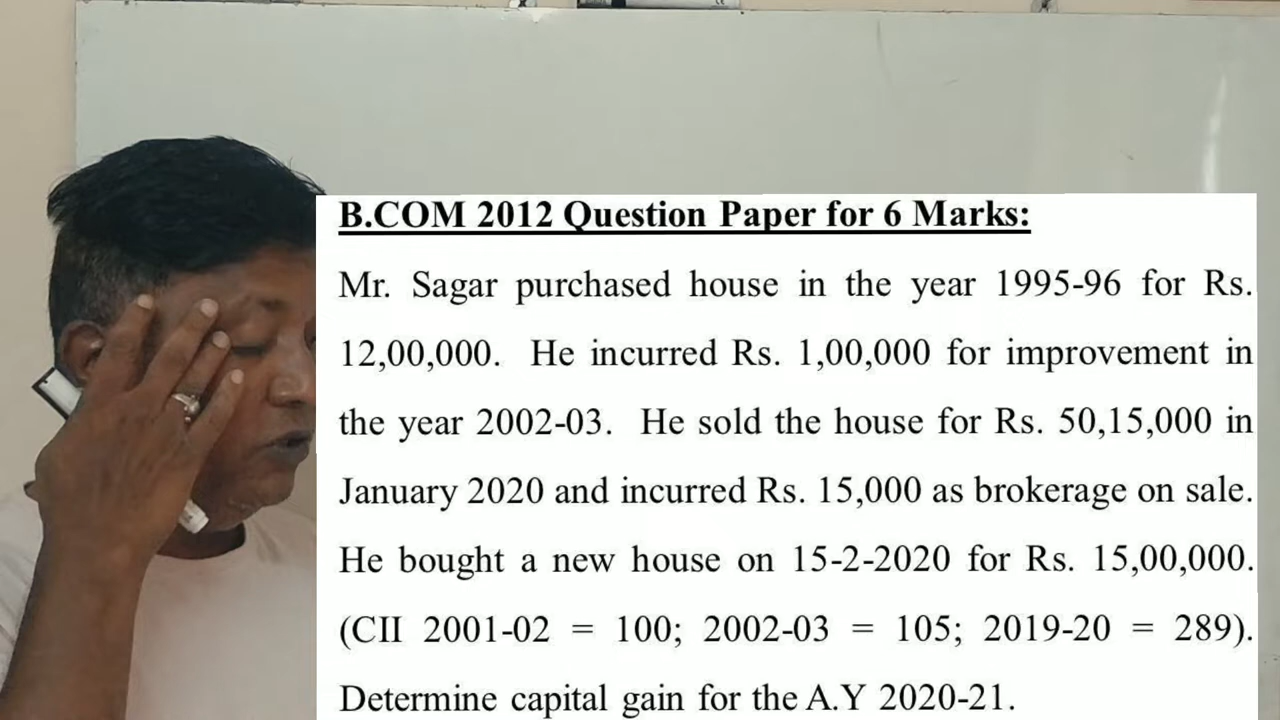 B.COM 2012 Question Paper for 6 Marks:
Mr. Sagar purchased house in the year 1995-96 for Rs.
12,00,000. He incurred Rs. 1,00,000 for improvement in
the year 2002-03. He sold the house for Rs. 50,15,000 in
January 2020 and incurred Rs. 15,000 as brokerage on sale.
He bought a new house on 15-2-2020 for Rs. 15,00,000.
(CII 2001-02 = 100; 2002-03 = 105; 2019-20 = 289).
Determine capital gain for the A.Y 2020-21.